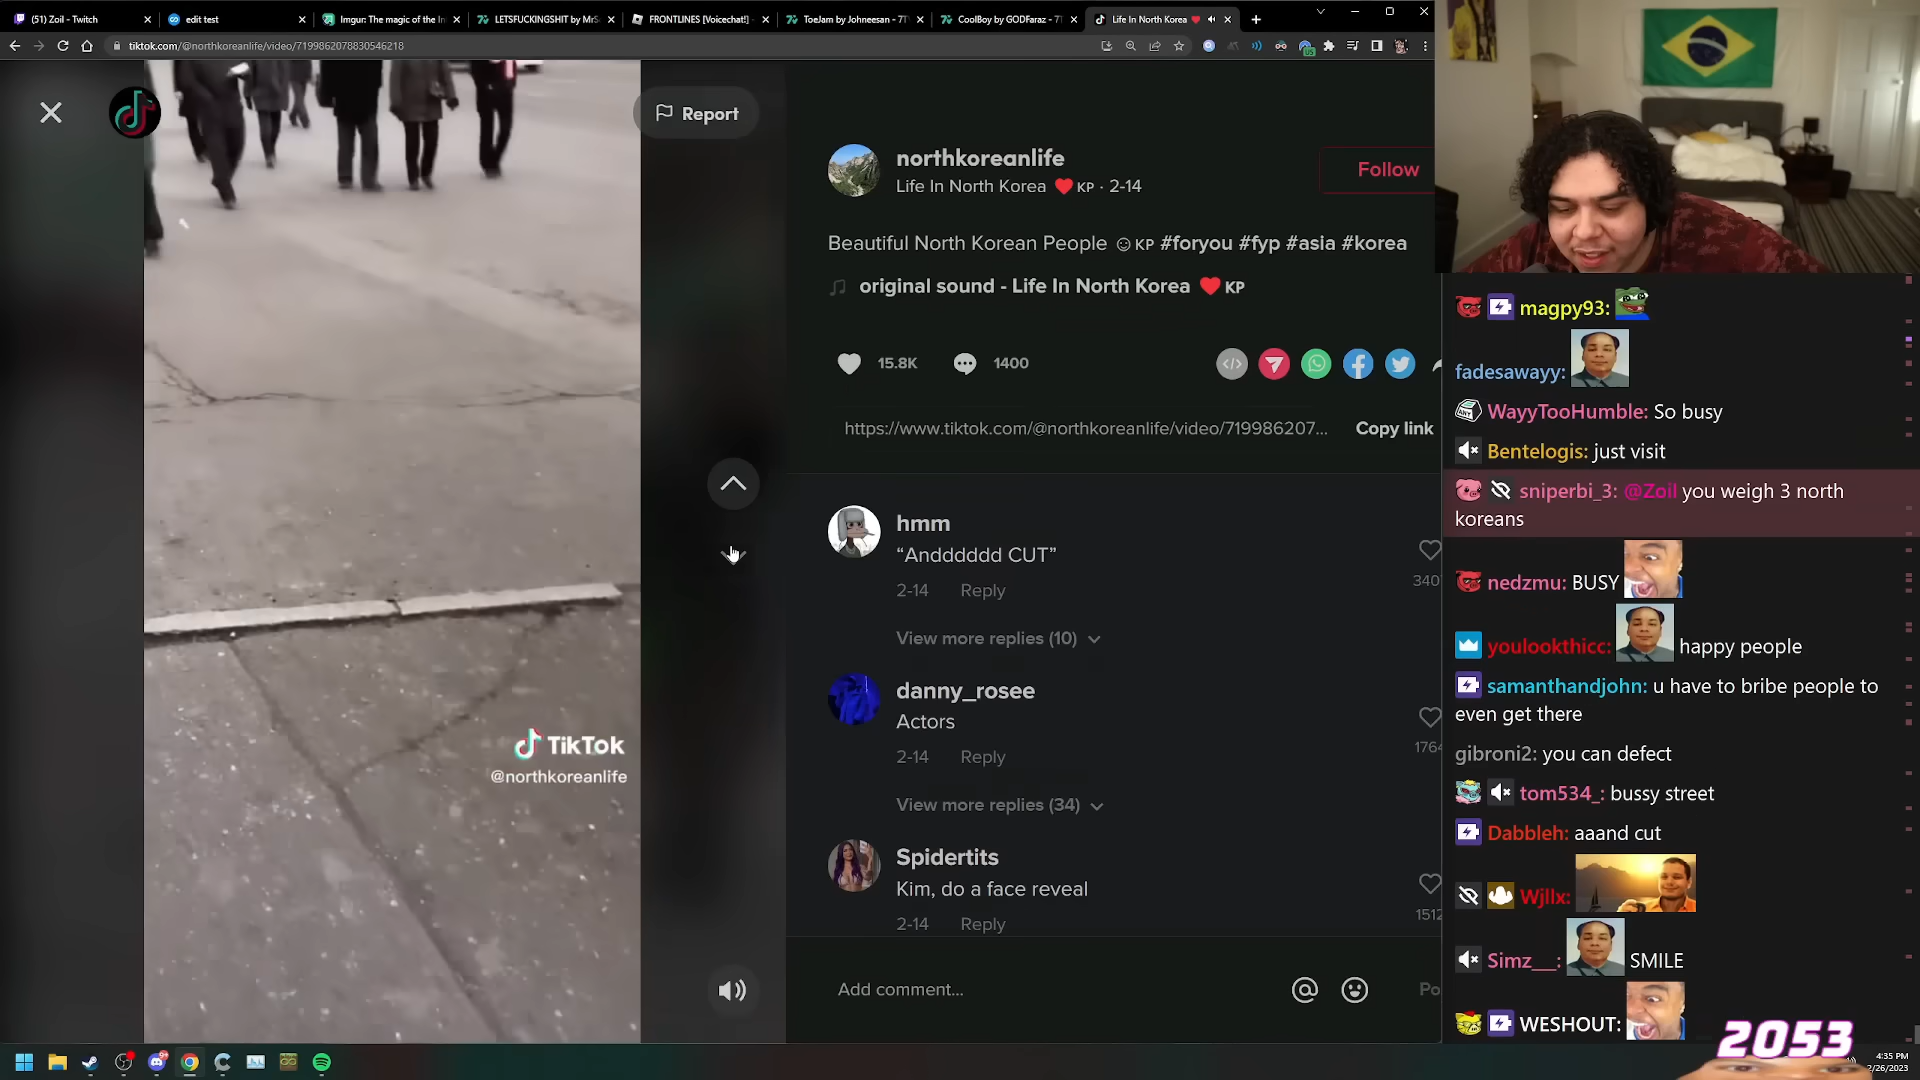 (51) Zoil - Twitch
edit test
Imgur: The magic of the In
LETSFUCKINGSHIT by MrS
FRONTLINES [Voicechat!] -
ToeJam by Johneesan - 7T
CoolBoy by GODFaraz - 7
Life In North Korea ❤️
tiktok.com/@northkoreanlife/video/7199862078830546218
US
Report
northkoreanlife
Life In North Korea ❤️ KP · 2-14
Follow
Beautiful North Korean People ☺️ KP #foryou #fyp #asia #korea
original sound - Life In North Korea ❤️ KP
15.8K
1400
https://www.tiktok.com/@northkoreanlife/video/719986207...
Copy link
hmm
“Andddddd CUT”
2-14 Reply
340
View more replies (10)
danny_rosee
Actors
2-14 Reply
1764
View more replies (34)
Spidertits
Kim, do a face reveal
2-14 Reply
1512
Add comment...
@
Po
TikTok
@northkoreanlife
magpy93:
fadesawayy:
WayyTooHumble: So busy
Bentelogis: just visit
sniperbi_3: @Zoil you weigh 3 north
koreans
nedzmu: BUSY
youlookthicc: happy people
samanthandjohn: u have to bribe people to
even get there
gibroni2: you can defect
tom534_: bussy street
Dabbleh: aaand cut
Wjllx:
Simz___: SMILE
WESHOUT:
2053
4:35 PM
2/26/2023